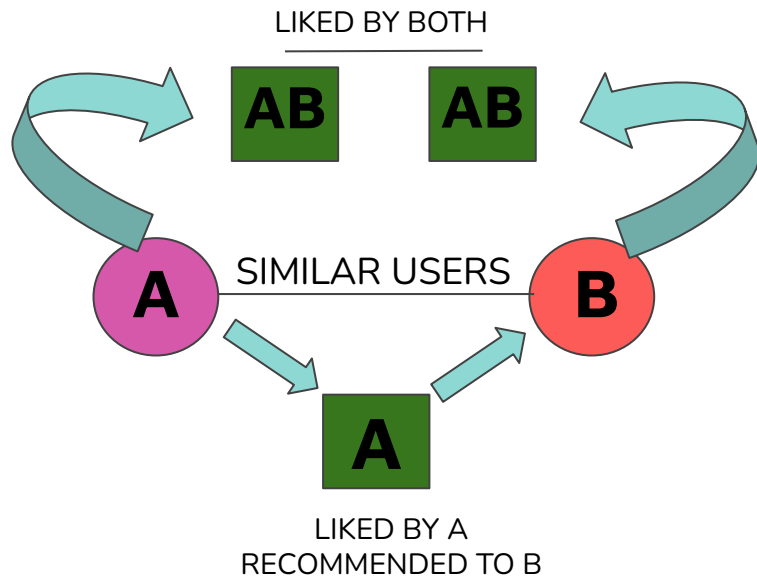 LIKED BY BOTH
AB AB
SIMILAR USERS
A B
A
LIKED BY A
RECOMMENDED TO B